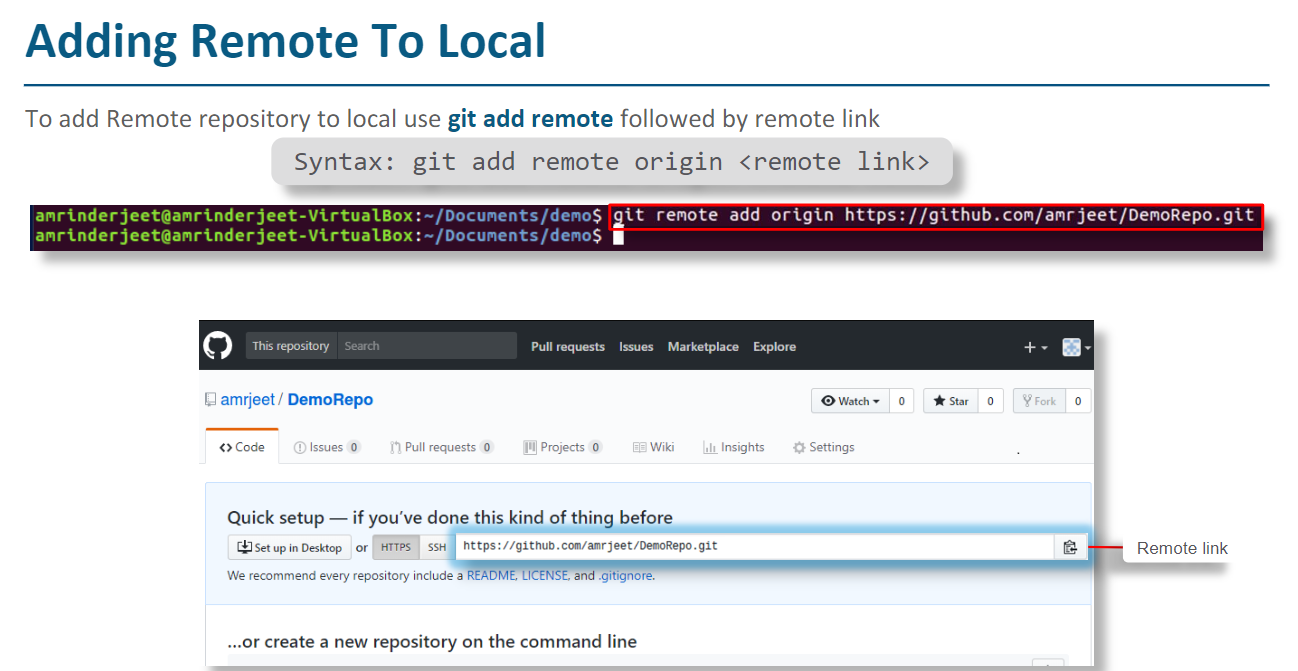 Adding Remote To Local
To add Remote repository to local use git add remote followed by remote link
Syntax: git add remote origin <remote link>
amrinderjeet@amrinderjeet-VirtualBox:~/Documents/demo$ git remote add origin https://github.com/amrjeet/DemoRepo.git
amrinderjeet@amrinderjeet-VirtualBox:~/Documents/demo$
This repository Search Pull requests Issues Marketplace Explore
amrjeet / DemoRepo Watch 0 Star 0 Fork 0
Code Issues 0 Pull requests 0 Projects 0 Wiki Insights Settings
Quick setup — if you’ve done this kind of thing before
Set up in Desktop or HTTPS SSH https://github.com/amrjeet/DemoRepo.git
Remote link
We recommend every repository include a README, LICENSE, and .gitignore.
…or create a new repository on the command line